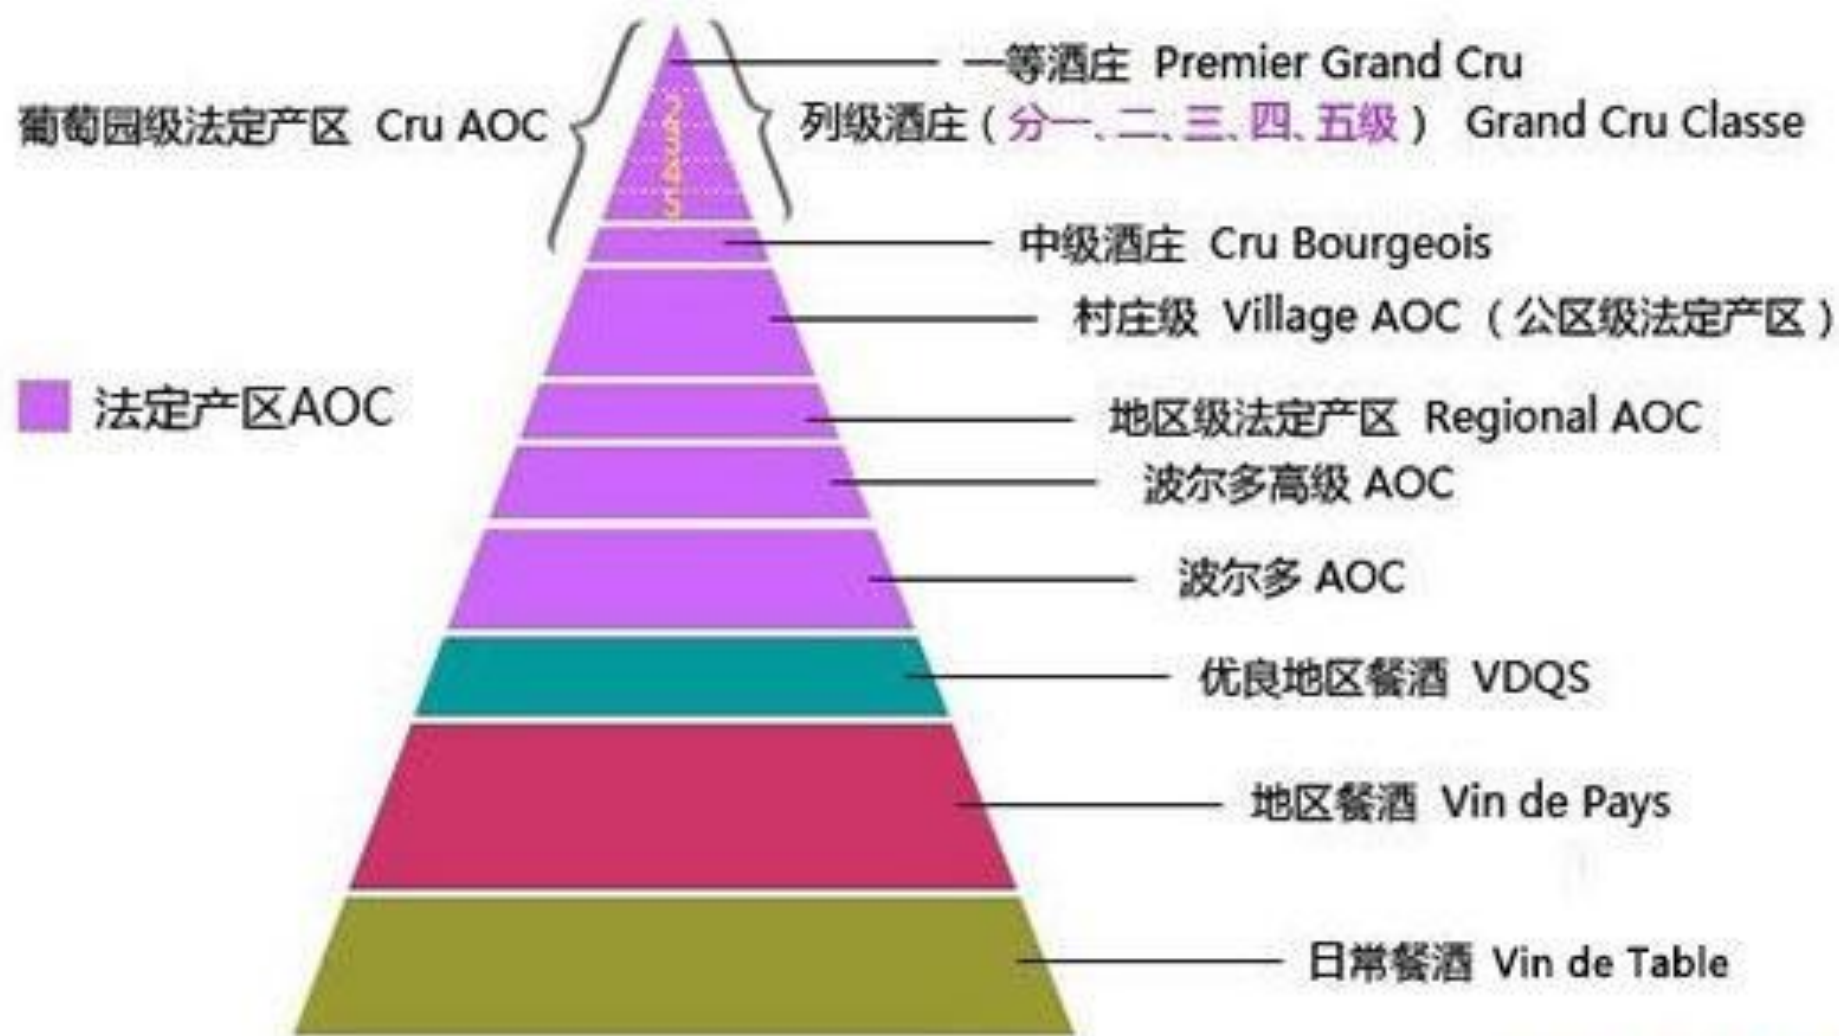 一等酒庄 Premier Grand Cru
葡萄园级法定产区 Cru AOC
列级酒庄（分一、二、三、四、五级） Grand Cru Classe
2
3
4
5
中级酒庄 Cru Bourgeois
村庄级 Village AOC（公区级法定产区）
法定产区AOC
地区级法定产区 Regional AOC
波尔多高级 AOC
波尔多 AOC
优良地区餐酒 VDQS
地区餐酒 Vin de Pays
日常餐酒 Vin de Table